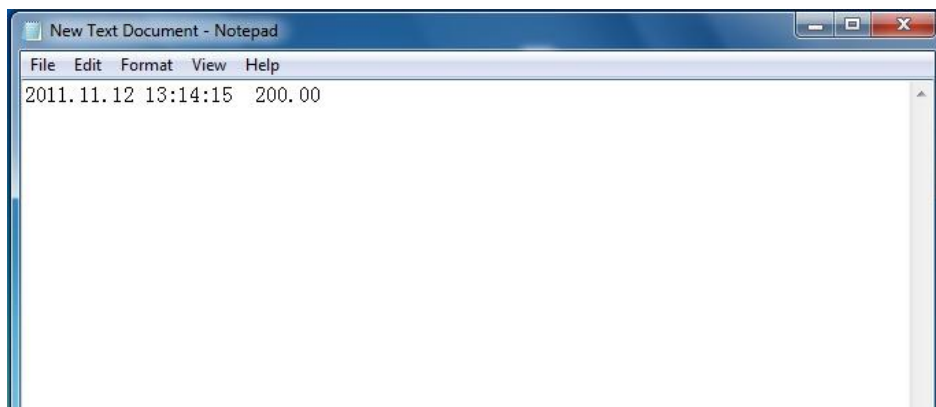 New Text Document - Notepad
File Edit Format View Help
2011.11.12 13:14:15  200.00